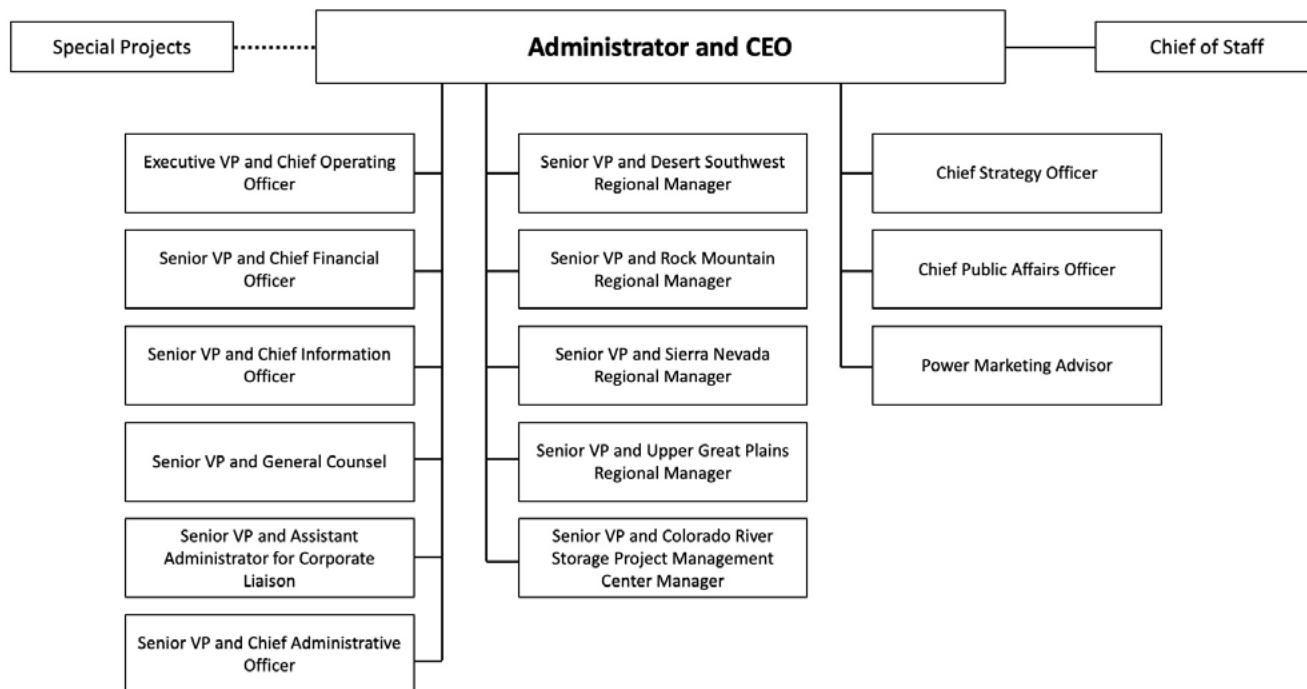 Special Projects
Administrator and CEO
Chief of Staff
Executive VP and Chief Operating
Officer
Senior VP and Chief Financial
Officer
Senior VP and Chief Information
Officer
Senior VP and General Counsel
Senior VP and Assistant
Administrator for Corporate
Liaison
Senior VP and Chief Administrative
Officer
Senior VP and Desert Southwest
Regional Manager
Senior VP and Rock Mountain
Regional Manager
Senior VP and Sierra Nevada
Regional Manager
Senior VP and Upper Great Plains
Regional Manager
Senior VP and Colorado River
Storage Project Management
Center Manager
Chief Strategy Officer
Chief Public Affairs Officer
Power Marketing Advisor